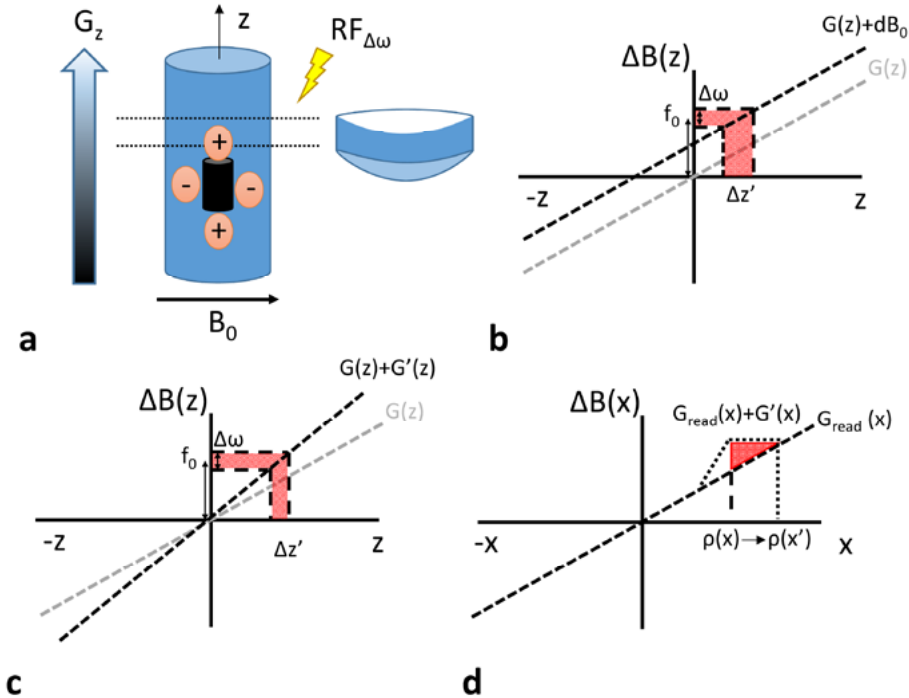 G_z
z
RF_Δω
+
-
-
+
B_0
a
G(z)+dB_0
ΔB(z)
G(z)
Δω
f_0
-z
Δz’
z
b
G(z)+G’(z)
ΔB(z)
G(z)
Δω
f_0
-z
Δz’
z
c
ΔB(x)
G_read(x)+G’(x)
G_read (x)
-x
ρ(x)→ρ(x’)
x
d